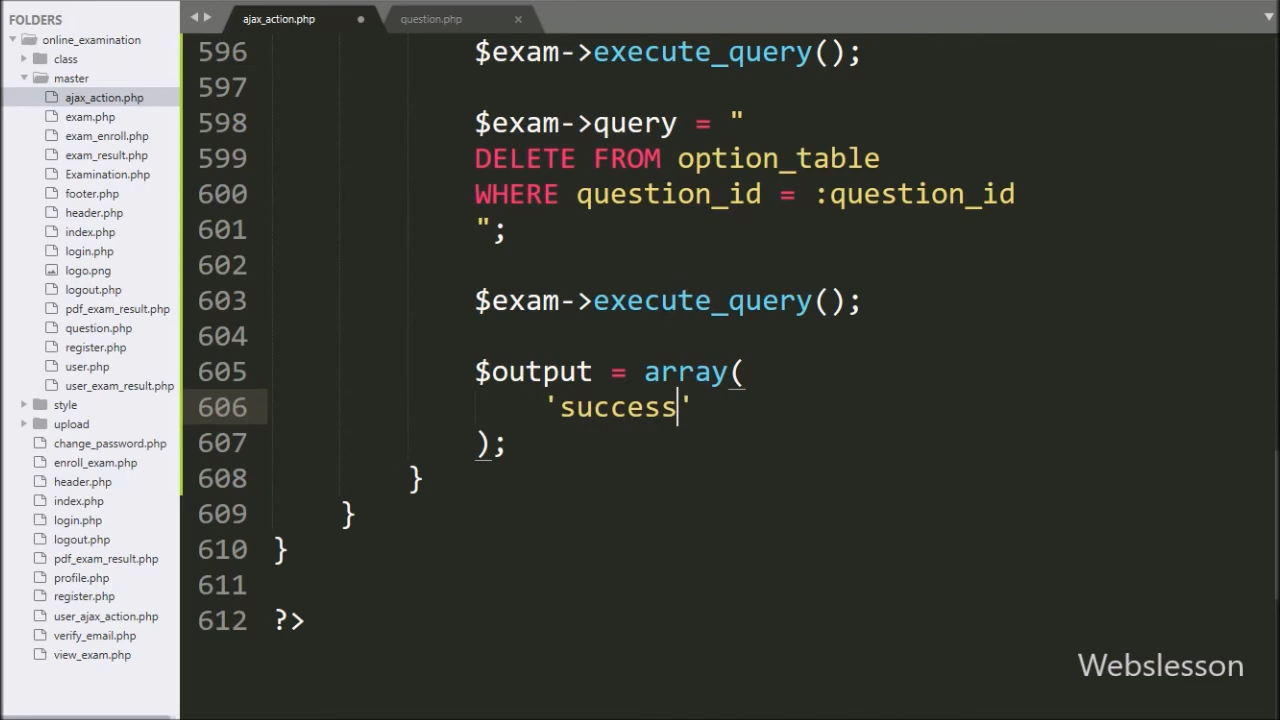 FOLDERS
online_examination
class
master
ajax_action.php
exam.php
exam_enroll.php
exam_result.php
Examination.php
footer.php
header.php
index.php
login.php
logo.png
logout.php
pdf_exam_result.php
question.php
register.php
user.php
user_exam_result.php
style
upload
change_password.php
enroll_exam.php
header.php
index.php
login.php
logout.php
pdf_exam_result.php
profile.php
register.php
user_ajax_action.php
verify_email.php
view_exam.php
ajax_action.php question.php
596 $exam->execute_query();
597
598 $exam->query = "
599 DELETE FROM option_table
600 WHERE question_id = :question_id
601 ";
602
603 $exam->execute_query();
604
605 $output = array(
606 'success'
607 );
608 }
609 }
610 }
611
612 ?>
Webslesson